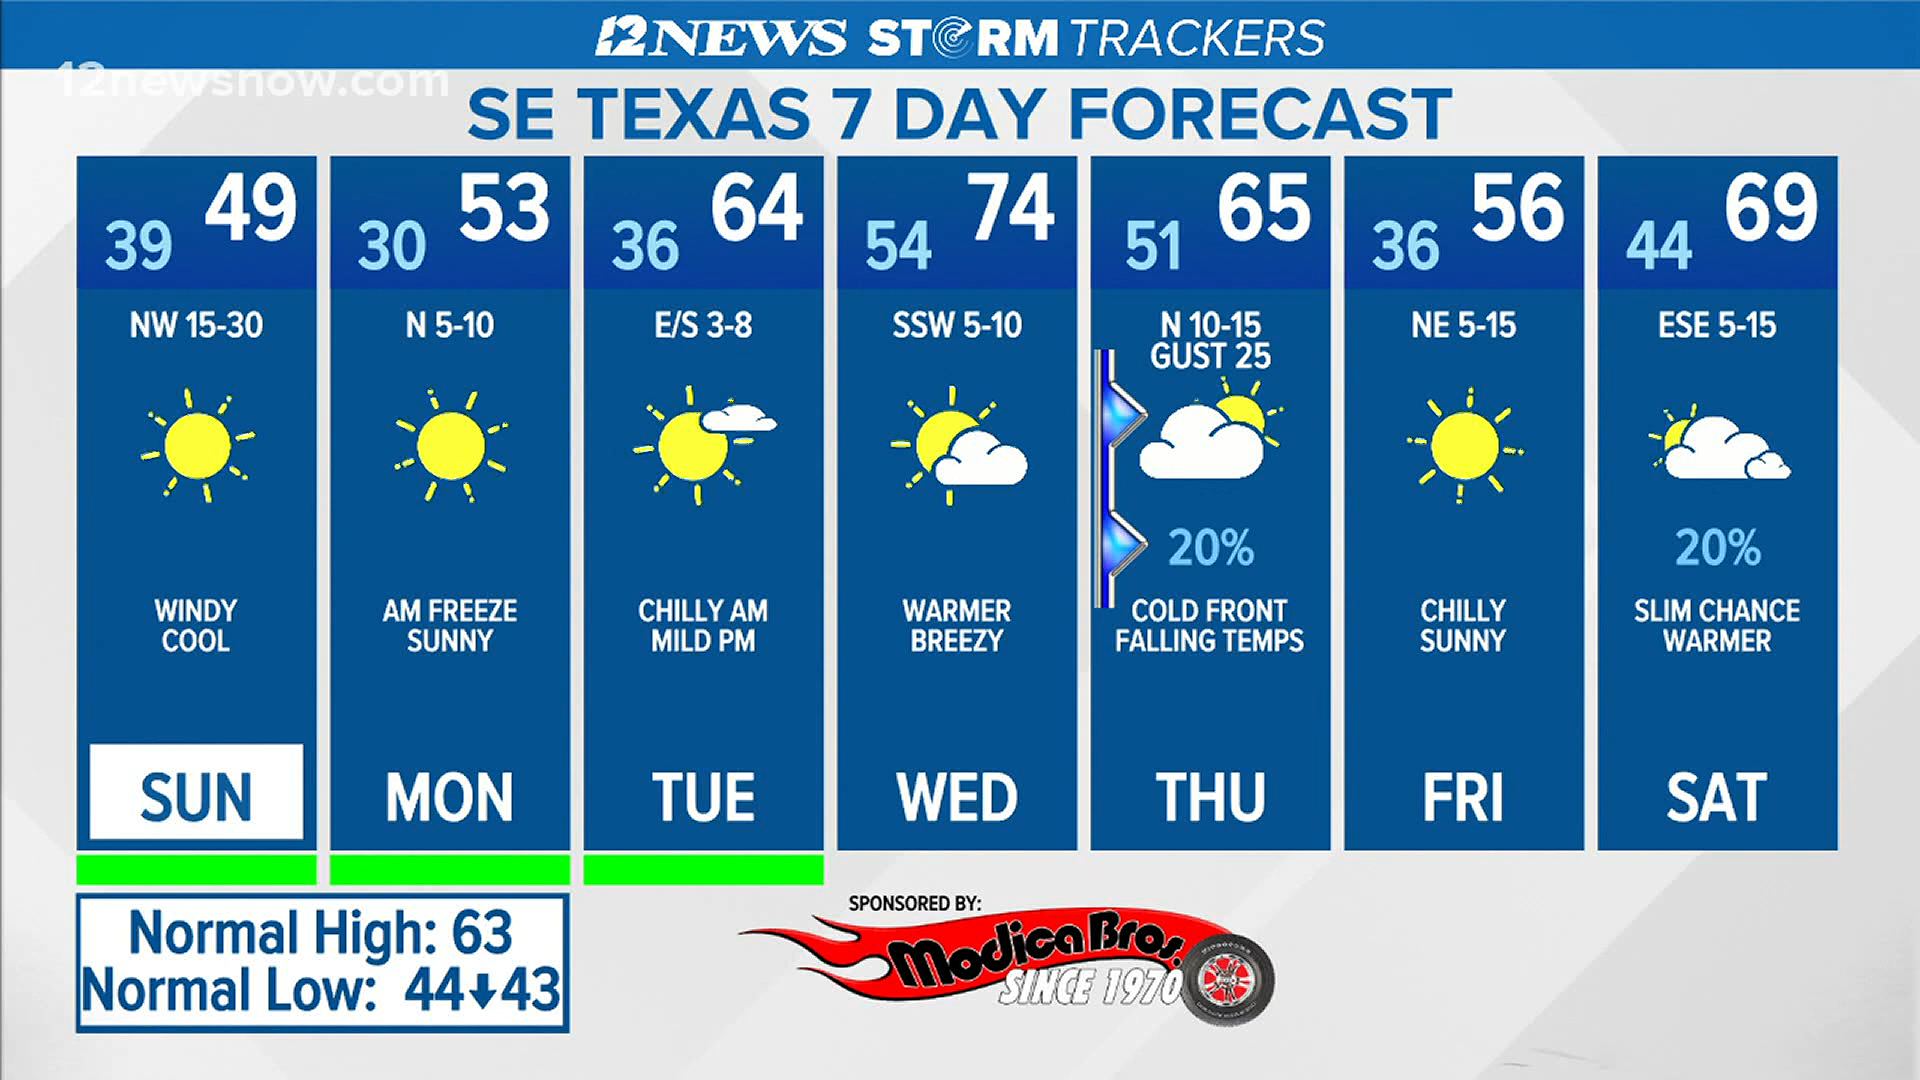 12NEWS STORM TRACKERS
12newsnow.com
SE TEXAS 7 DAY FORECAST
39 49
NW 15-30
WINDY
COOL
SUN
30 53
N 5-10
AM FREEZE
SUNNY
MON
36 64
E/S 3-8
CHILLY AM
MILD PM
TUE
54 74
SSW 5-10
WARMER
BREEZY
WED
51 65
N 10-15
GUST 25
20%
COLD FRONT
FALLING TEMPS
THU
36 56
NE 5-15
CHILLY
SUNNY
FRI
44 69
ESE 5-15
20%
SLIM CHANCE
WARMER
SAT
Normal High: 63
Normal Low: 44↓43
SPONSORED BY:
Modica Bros.
SINCE 1970